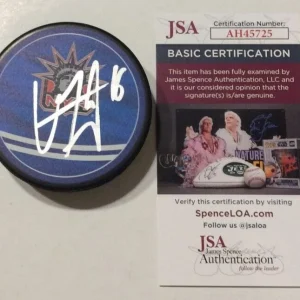 JSA
Certification Number:
AH45725
BASIC CERTIFICATION
This item has been fully examined by
James Spence Authentication, LLC and it
is our considered opinion that the
signature(s) is/are genuine.
Verify this certification by visiting
SpenceLOA.com
Follow us @jsaloa
JSA
James Spence
Authentication